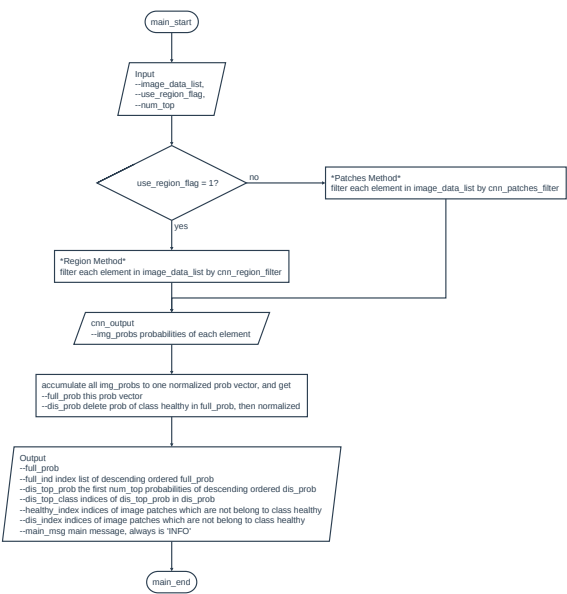 main_start
Input
--image_data_list,
--use_region_flag,
--num_top
use_region_flag = 1?
no
*Patches Method*
filter each element in image_data_list by cnn_patches_filter
yes
*Region Method*
filter each element in image_data_list by cnn_region_filter
cnn_output
--img_probs probabilities of each element
accumulate all img_probs to one normalized prob vector, and get
--full_prob this prob vector
--dis_prob delete prob of class healthy in full_prob, then normalized
Output
--full_prob
--full_ind index list of descending ordered full_prob
--dis_top_prob the first num_top probabilities of descending ordered dis_prob
--dis_top_class indices of dis_top_prob in dis_prob
--healthy_index indices of image patches which are not belong to class healthy
--dis_index indices of image patches which are not belong to class healthy
--main_msg main message, always is 'INFO'
main_end